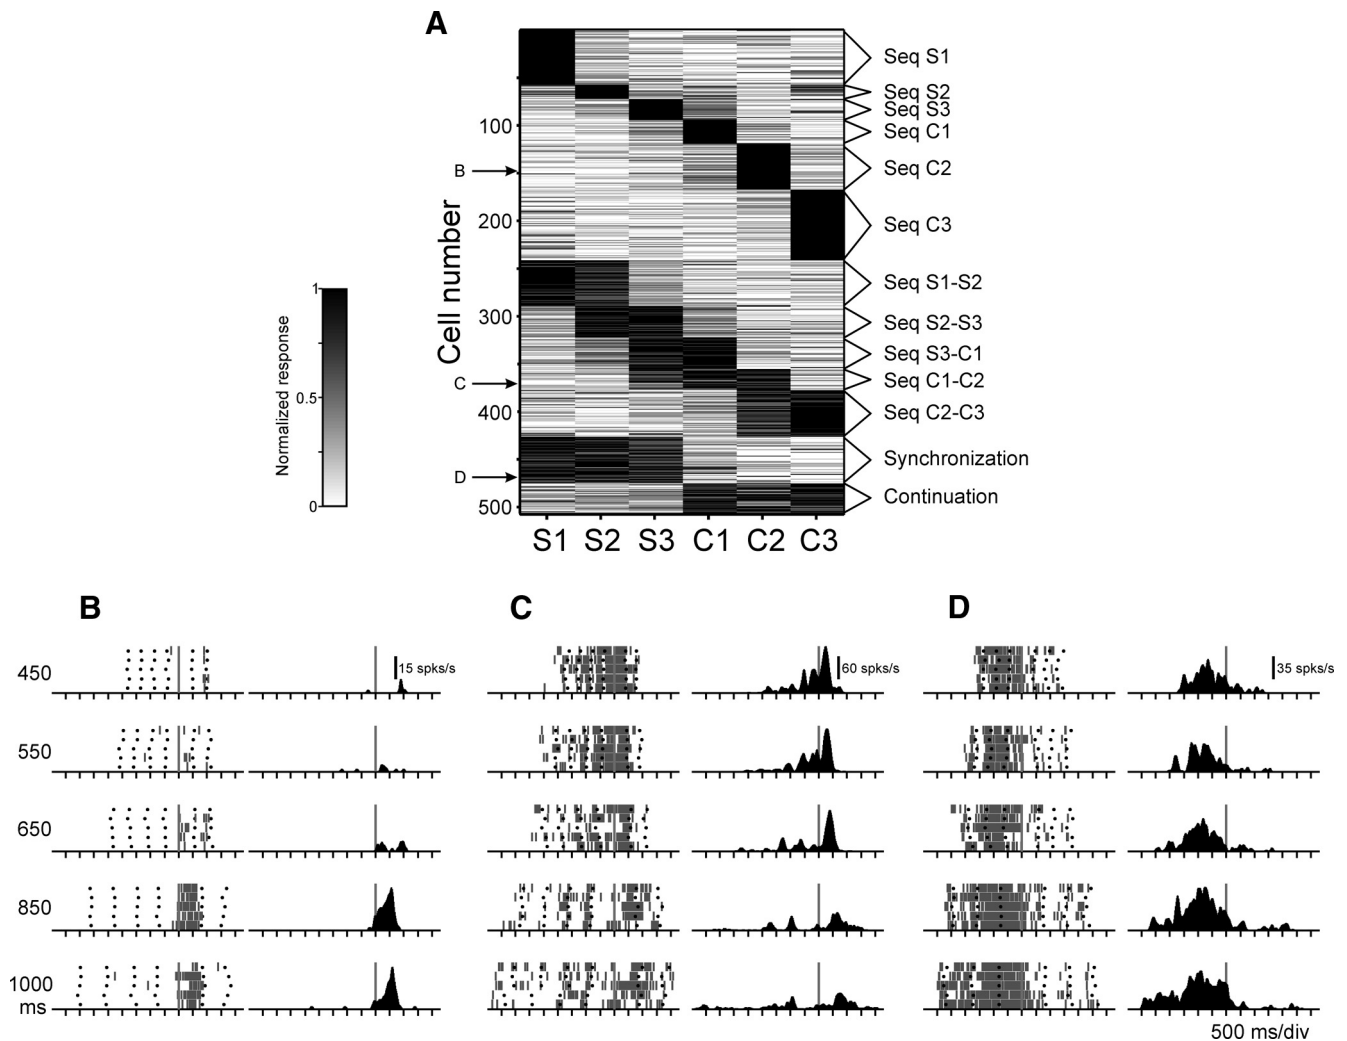 A
Seq S1
Seq S2
Seq S3
100
Seq C1
B
Seq C2
200
Seq C3
Cell number
Seq S1-S2
1
300
Seq S2-S3
Normalized response
Seq S3-C1
C
Seq C1-C2
0.5
400
Seq C2-C3
Synchronization
D
Continuation
0
500
S1 S2 S3 C1 C2 C3
B C D
450
15 spks/s
60 spks/s
35 spks/s
550
650
850
1000
ms
500 ms/div